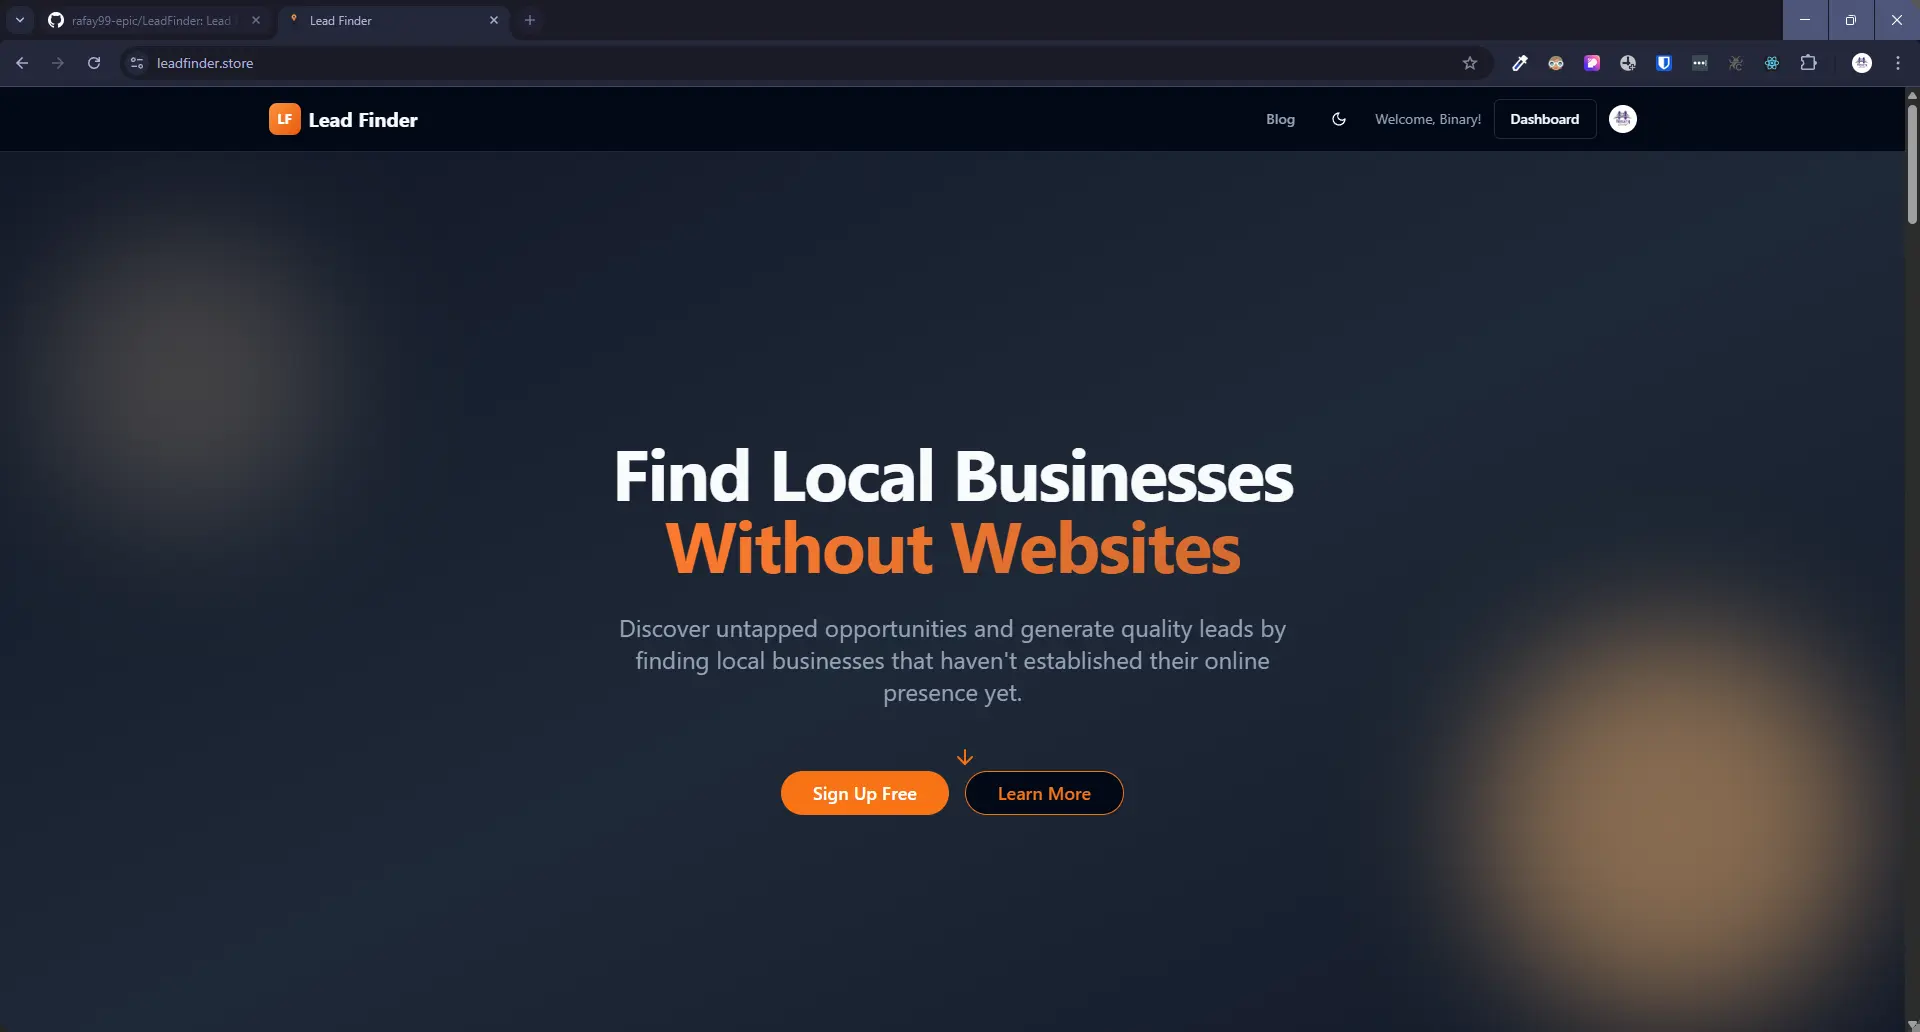 rafay99-epic/LeadFinder: Lead
Lead Finder
leadfinder.store
LF Lead Finder
Blog
Welcome, Binary!
Dashboard
Find Local Businesses
Without Websites
Discover untapped opportunities and generate quality leads by
finding local businesses that haven't established their online
presence yet.
Sign Up Free
Learn More